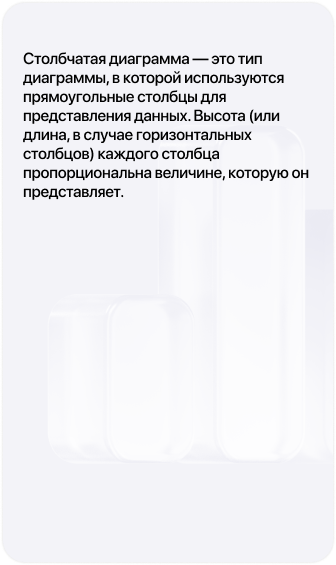 Столбчатая диаграмма — это тип
диаграммы, в которой используются
прямоугольные столбцы для
представления данных. Высота (или
длина, в случае горизонтальных
столбцов) каждого столбца
пропорциональна величине, которую он
представляет.